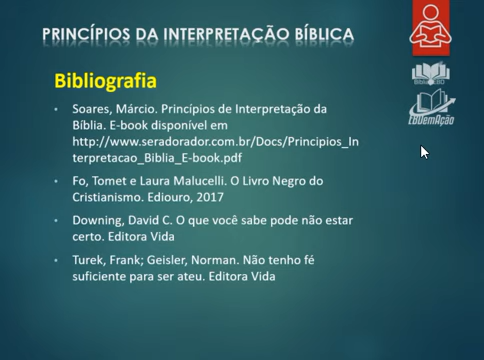 PRINCÍPIOS DA INTERPRETAÇÃO BÍBLICA
Bibliografia
• Soares, Márcio. Princípios de Interpretação da
Bíblia. E-book disponível em
http://www.seradorador.com.br/Docs/Principios_In
terpretacao_Biblia_E-book.pdf
• Fo, Tomet e Laura Malucelli. O Livro Negro do
Cristianismo. Ediouro, 2017
• Downing, David C. O que você sabe pode não estar
certo. Editora Vida
• Turek, Frank; Geisler, Norman. Não tenho fé
suficiente para ser ateu. Editora Vida
EBDemAção